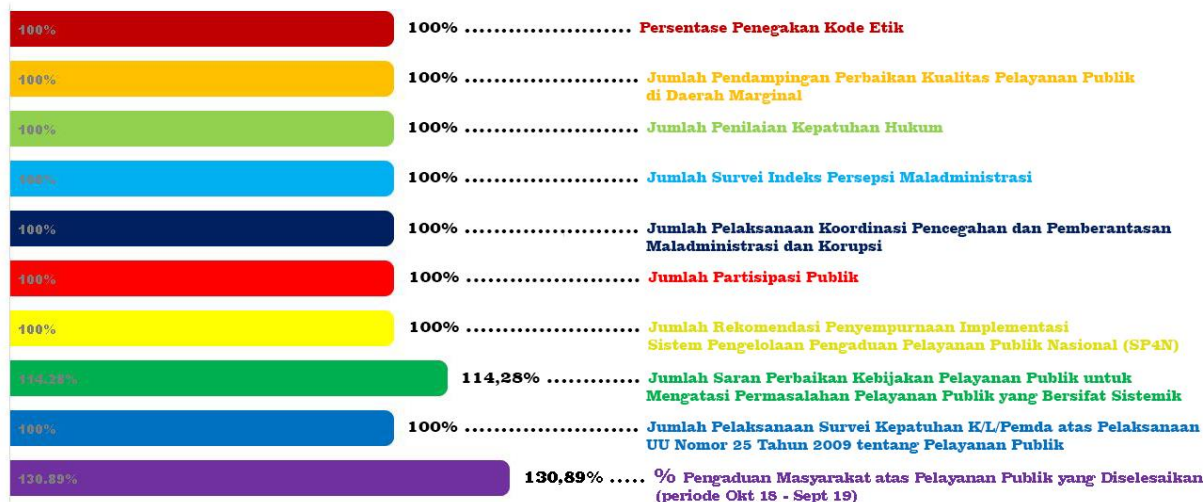 100% 100% ....................... Persentase Penegakan Kode Etik
100% 100% ........................ Jumlah Pendampingan Perbaikan Kualitas Pelayanan Publik
di Daerah Marginal
100% 100% ........................ Jumlah Penilaian Kepatuhan Hukum
100% 100% ........................ Jumlah Survei Indeks Persepsi Maladministrasi
100% 100% ........................ Jumlah Pelaksanaan Koordinasi Pencegahan dan Pemberantasan
Maladministrasi dan Korupsi
100% 100% ........................ Jumlah Partisipasi Publik
100% 100% ........................ Jumlah Rekomendasi Penyempurnaan Implementasi
Sistem Pengelolaan Pengaduan Pelayanan Publik Nasional (SP4N)
114.28% 114,28% ............. Jumlah Saran Perbaikan Kebijakan Pelayanan Publik untuk
Mengatasi Permasalahan Pelayanan Publik yang Bersifat Sistemik
100% 100% ........................ Jumlah Pelaksanaan Survei Kepatuhan K/L/Pemda atas Pelaksanaan
UU Nomor 25 Tahun 2009 tentang Pelayanan Publik
130.89% 130,89% ..... % Pengaduan Masyarakat atas Pelayanan Publik yang Diselesaikan
(periode Okt 18 - Sept 19)